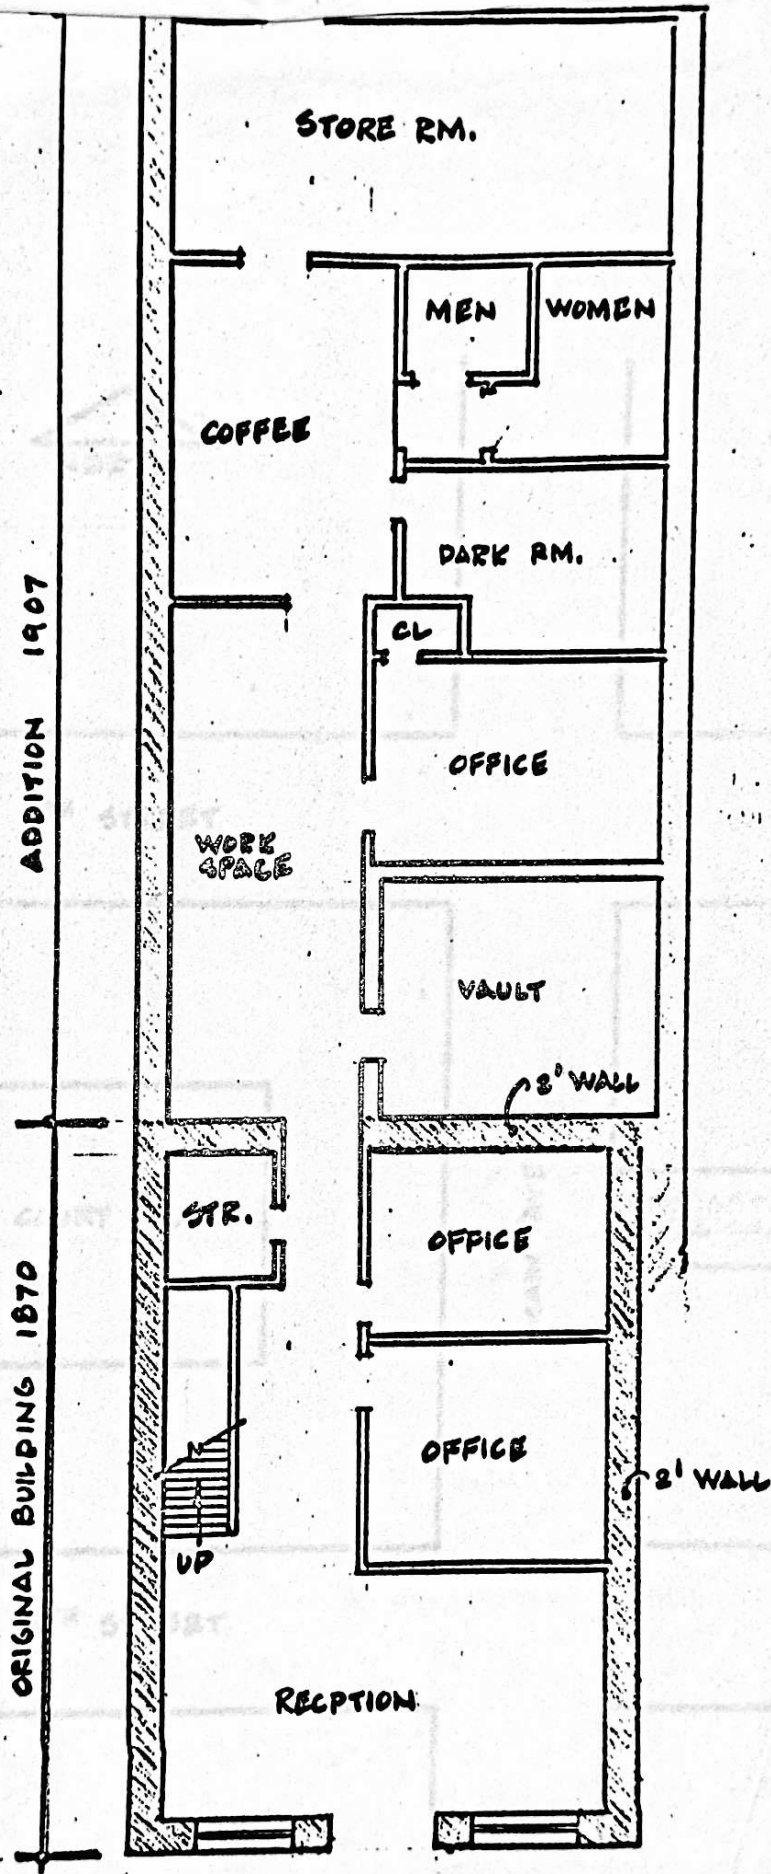 STORE RM.
MEN
WOMEN
COFFEE
DARK RM.
CL
OFFICE
WORK
SPACE
VAULT
2' WALL
STR.
OFFICE
OFFICE
2' WALL
UP
RECPTION
ADDITION 1907
ORIGINAL BUILDING 1870